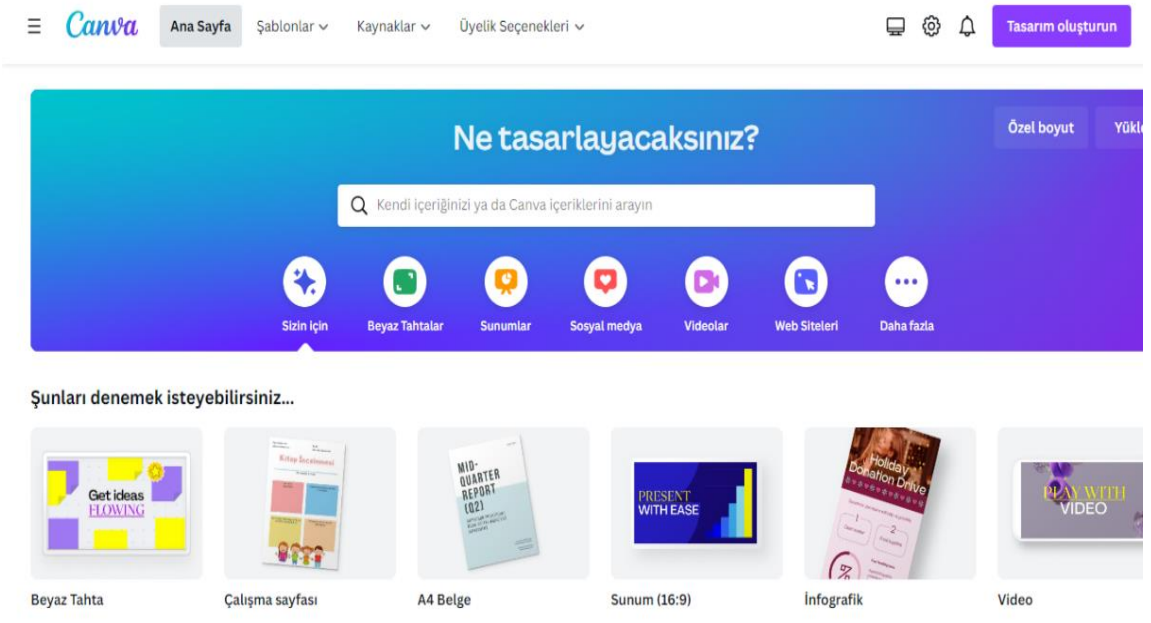 Canva Ana Sayfa Şablonlar Kaynaklar Üyelik Seçenekleri Tasarım oluşturun
Ne tasarlayacaksınız?
Özel boyut Yükle
Kendi içeriğinizi ya da Canva içeriklerini arayın
Sizin için Beyaz Tahtalar Sunumlar Sosyal medya Videolar Web Siteleri Daha fazla
Şunları denemek isteyebilirsiniz...
Get ideas
FLOWING
Kitap İncelemesi
MID-
QUARTER
REPORT
(Q2)
PRESENT
WITH EASE
Holiday
Donation Drive
1
2
PLAY WITH
VIDEO
Beyaz Tahta Çalışma sayfası A4 Belge Sunum (16:9) İnfografik Video